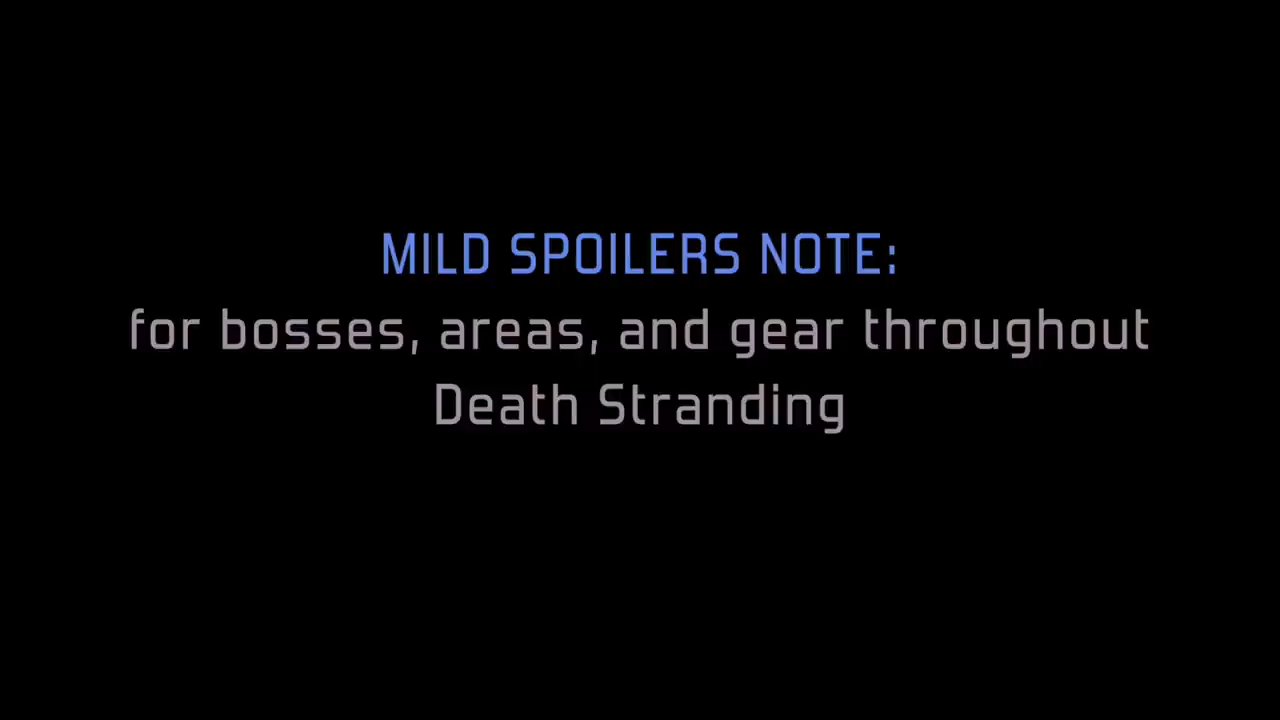 MILD SPOILERS NOTE:
for bosses, areas, and gear throughout
Death Stranding